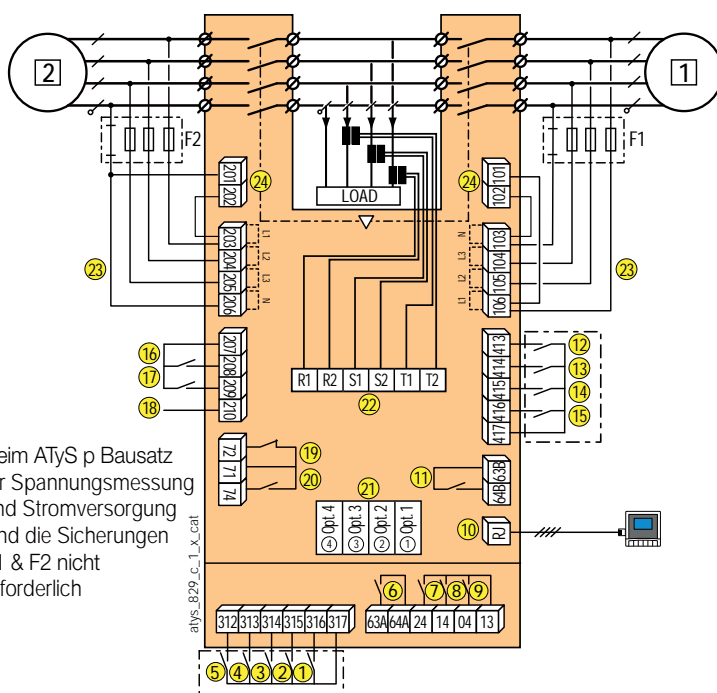 2
1
F2
F1
201
202
24
24
101
102
LOAD
203
204
205
206
L1
L2
L3
N
N
L3
L2
L1
103
104
105
106
23
23
16
17
18
207
208
209
210
R1 R2 S1 S2 T1 T2
22
413
414
415
416
417
12
13
14
15
eim ATyS p Bausatz
r Spannungsmessung
nd Stromversorgung
nd die Sicherungen
1 & F2 nicht
forderlich
72
71
74
19
20
21
4 Opt. 4
3 Opt. 3
2 Opt. 2
1 Opt. 1
11
63B
64B
10
RJ
atys_829_c_1_x_cat
6
7 8 9
312 313 314 315 316 317
63A 64A 24 14 04 13
5 4 3 2 1